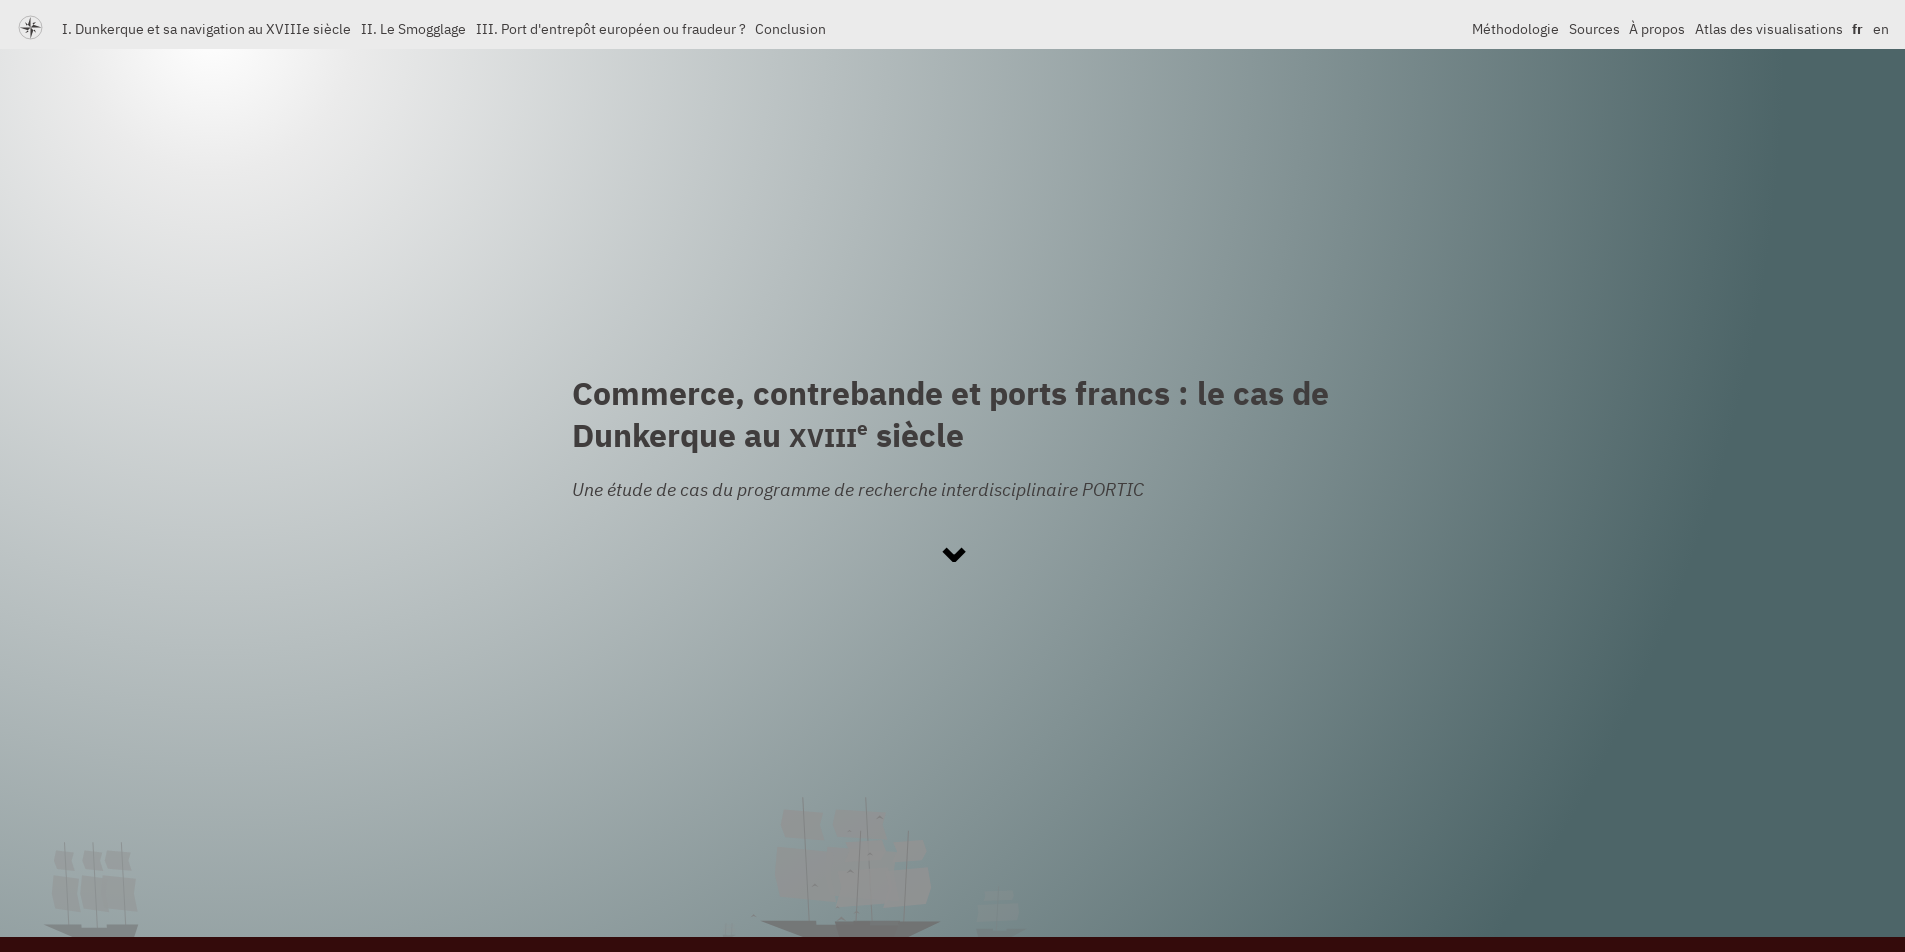 I. Dunkerque et sa navigation au XVIIIe siècle II. Le Smogglage III. Port d'entrepôt européen ou fraudeur ? Conclusion Méthodologie Sources À propos Atlas des visualisations fr en
Commerce, contrebande et ports francs : le cas de
Dunkerque au XVIIIe siècle
Une étude de cas du programme de recherche interdisciplinaire PORTIC